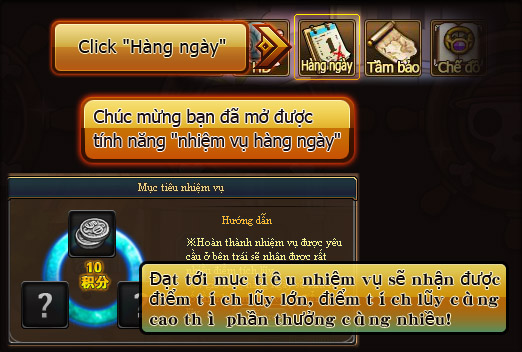 Click "Hàng ngày"
HĐ Hàng ngày Tầm bảo Chế đồ
Chúc mừng bạn đã mở được
tính năng "nhiệm vụ hàng ngày"
Mục tiêu nhiệm vụ
Hướng dẫn
※Hoàn thành nhiệm vụ được yêu
cầu ở bên trái sẽ nhận được rất
10
积分
?
?
Đạt tới mục tiêu nhiệm vụ sẽ nhận được
điểm tích lũy lớn, điểm tích lũy càng
cao thì phần thưởng càng nhiều!